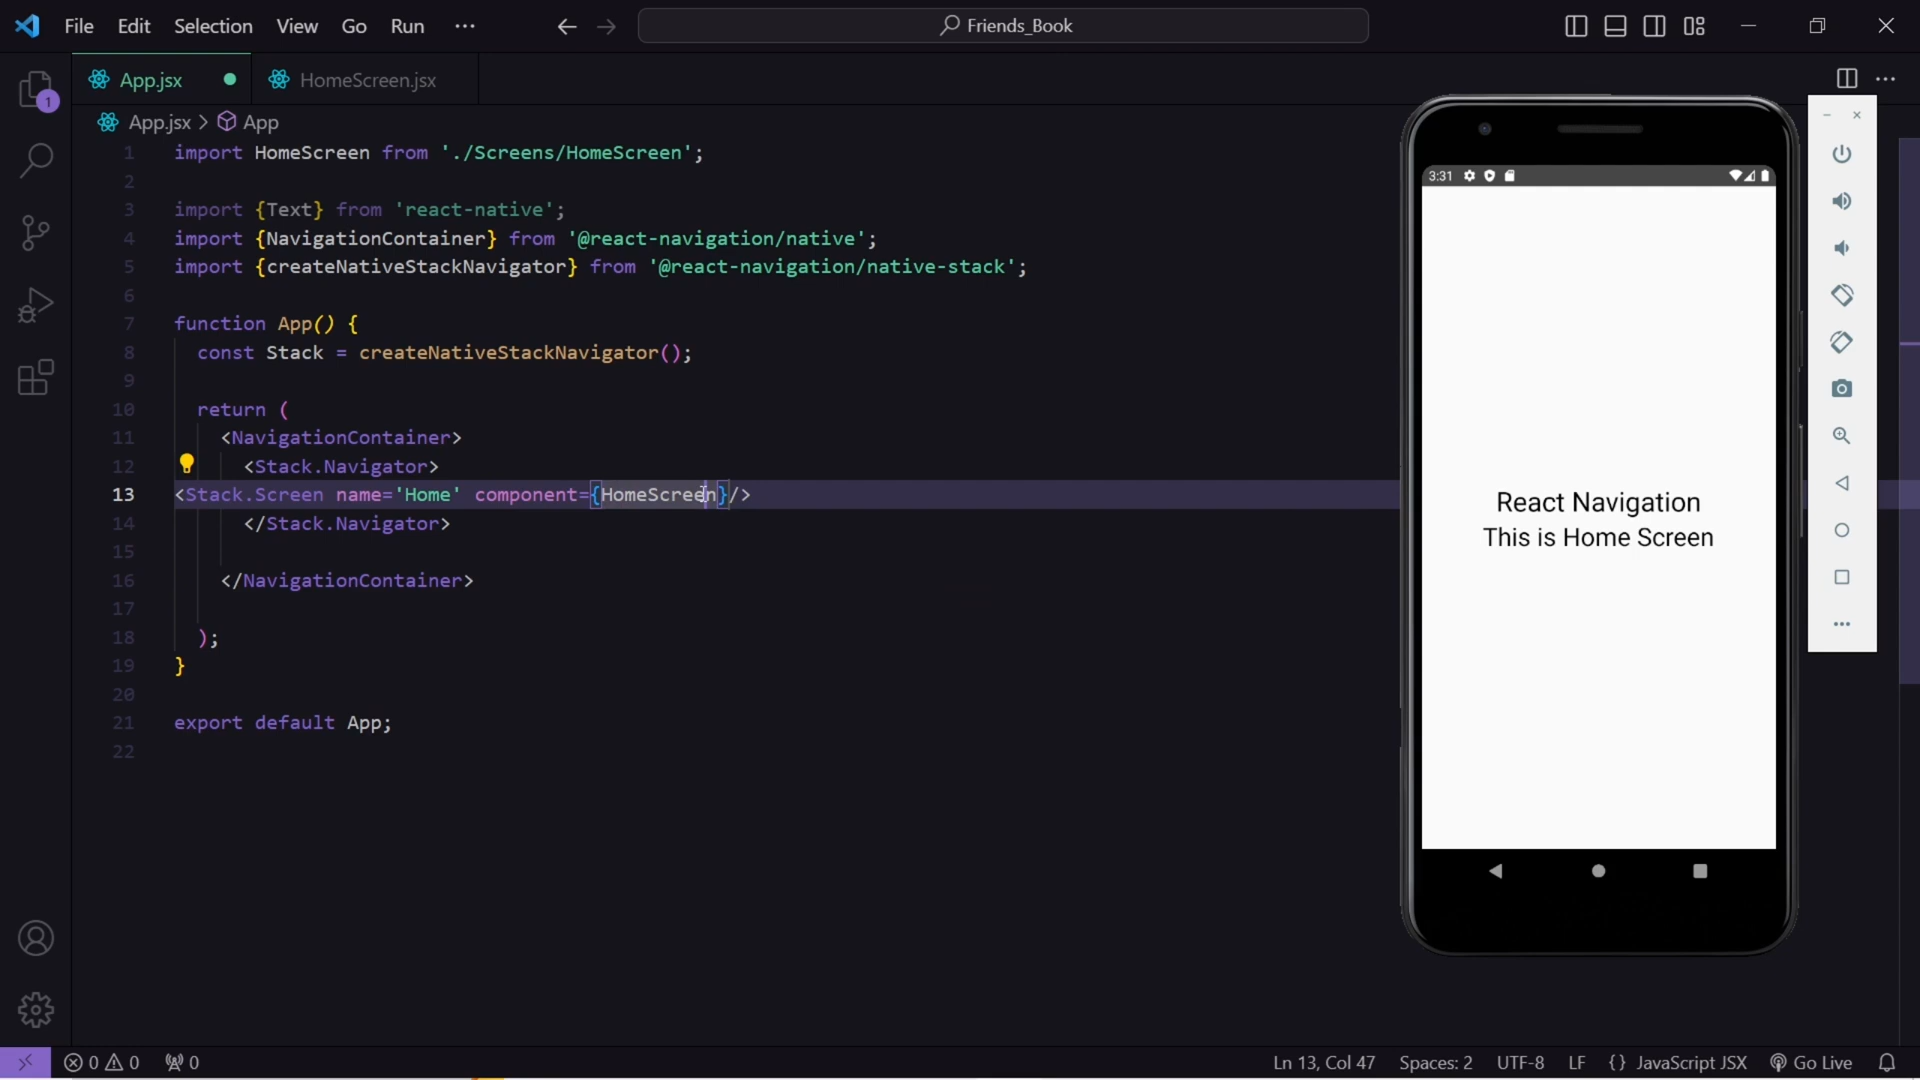 File Edit Selection View Go Run ···
Friends_Book
App.jsx HomeScreen.jsx
1
App.jsx > App
1 import HomeScreen from './Screens/HomeScreen';
2
3 import {Text} from 'react-native';
4 import {NavigationContainer} from '@react-navigation/native';
5 import {createNativeStackNavigator} from '@react-navigation/native-stack';
6
7 function App() {
8 const Stack = createNativeStackNavigator();
9
10 return (
11 <NavigationContainer>
12 <Stack.Navigator>
13 <Stack.Screen name='Home' component={HomeScreen}/>
14 </Stack.Navigator>
15
16 </NavigationContainer>
17
18 );
19 }
20
21 export default App;
22
3:31
React Navigation
This is Home Screen
0 0 0 Ln 13, Col 47 Spaces: 2 UTF-8 LF {} JavaScript JSX Go Live